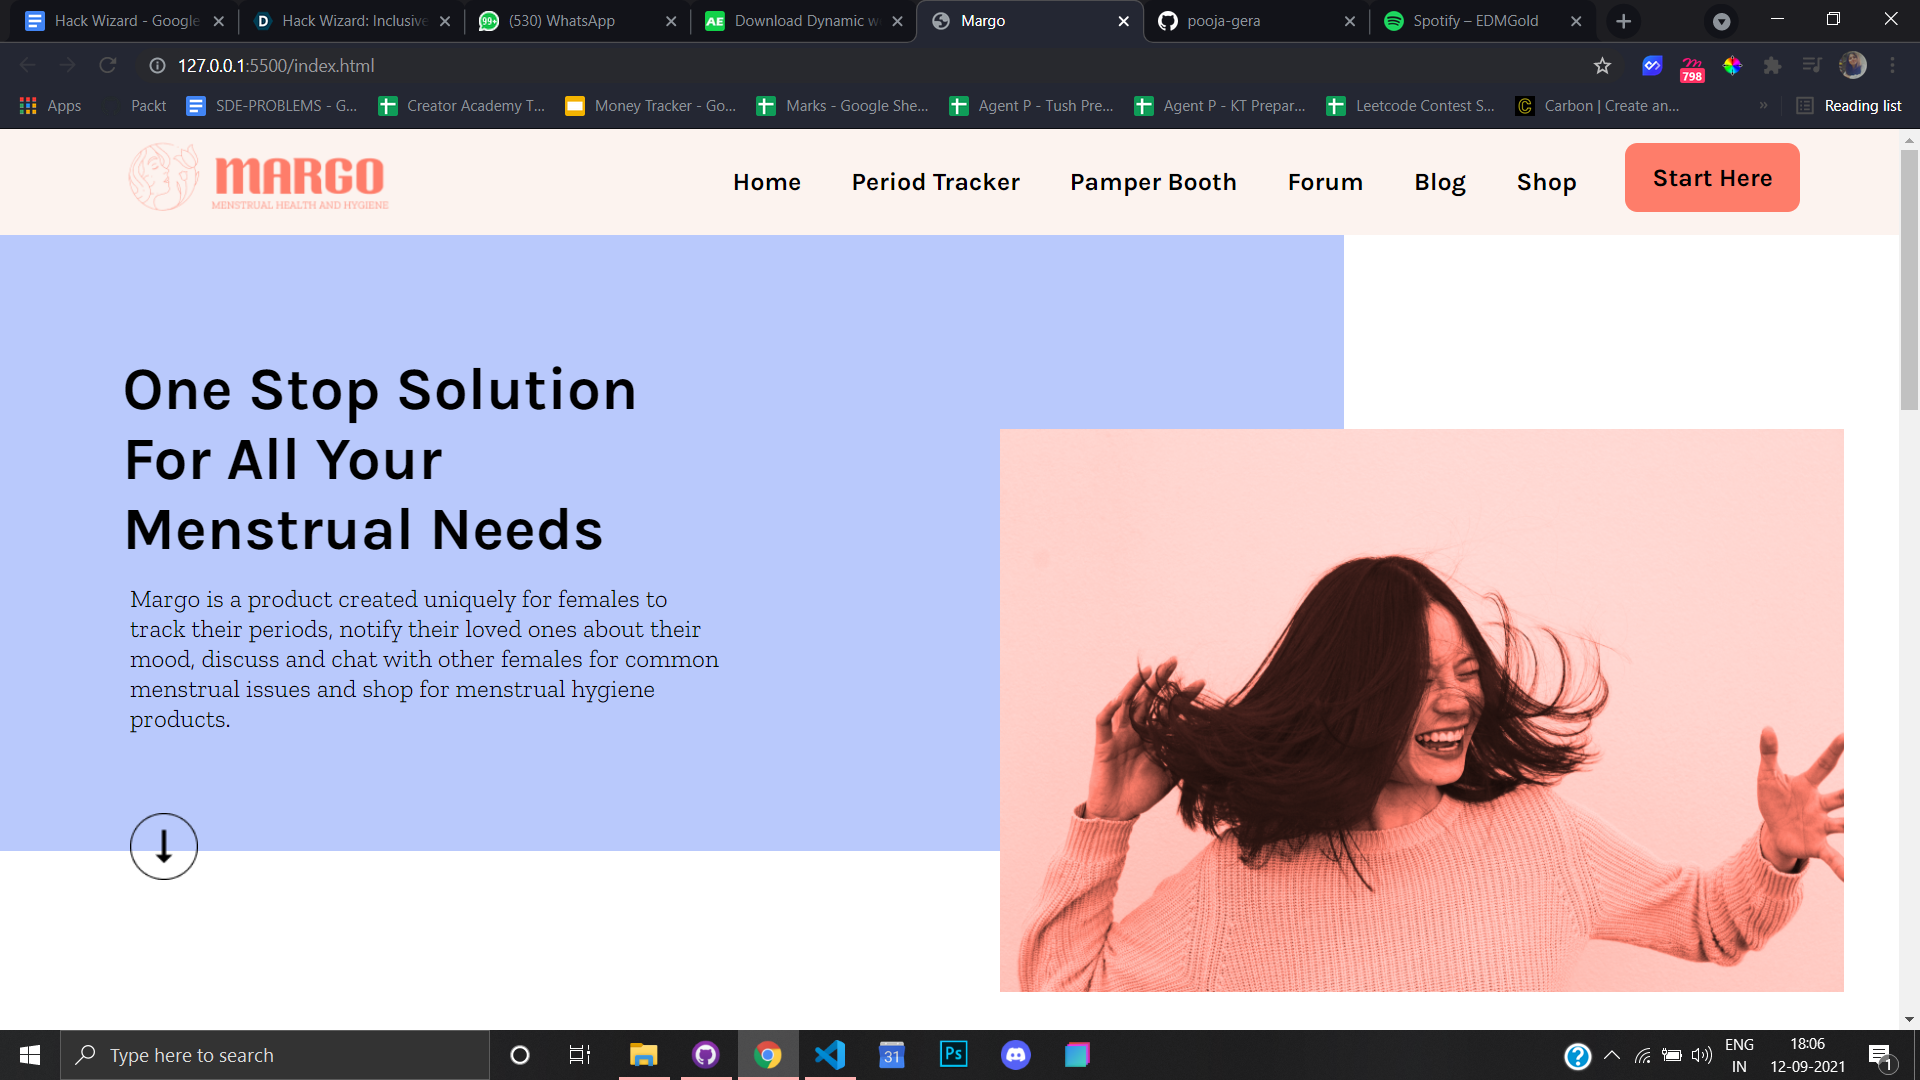 Hack Wizard - Google
Hack Wizard: Inclusive
99+
(530) WhatsApp
AE
Download Dynamic w
Margo
pooja-gera
Spotify – EDMGold
127.0.0.1:5500/index.html
798
Apps
Packt
SDE-PROBLEMS - G...
Creator Academy T...
Money Tracker - Go...
Marks - Google She...
Agent P - Tush Pre...
Agent P - KT Prepar...
Leetcode Contest S...
Carbon | Create an...
»
Reading list
MARGO
MENSTRUAL HEALTH AND HYGIENE
Home
Period Tracker
Pamper Booth
Forum
Blog
Shop
Start Here
One Stop Solution
For All Your
Menstrual Needs
Margo is a product created uniquely for females to
track their periods, notify their loved ones about their
mood, discuss and chat with other females for common
menstrual issues and shop for menstrual hygiene
products.
Type here to search
31
Ps
?
ENG
IN
18:06
12-09-2021
1